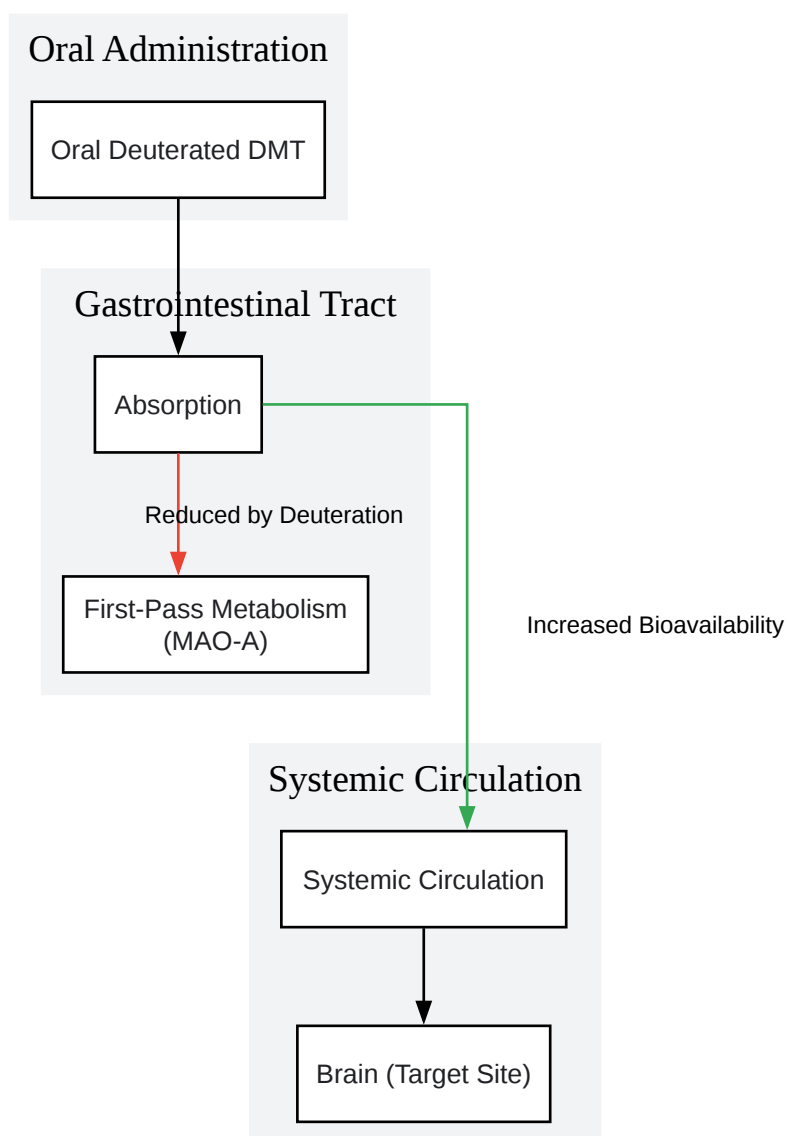 Oral Administration
Oral Deuterated DMT
Gastrointestinal Tract
Absorption
Reduced by Deuteration
First-Pass Metabolism
(MAO-A)
Increased Bioavailability
Systemic Circulation
Systemic Circulation
Brain (Target Site)